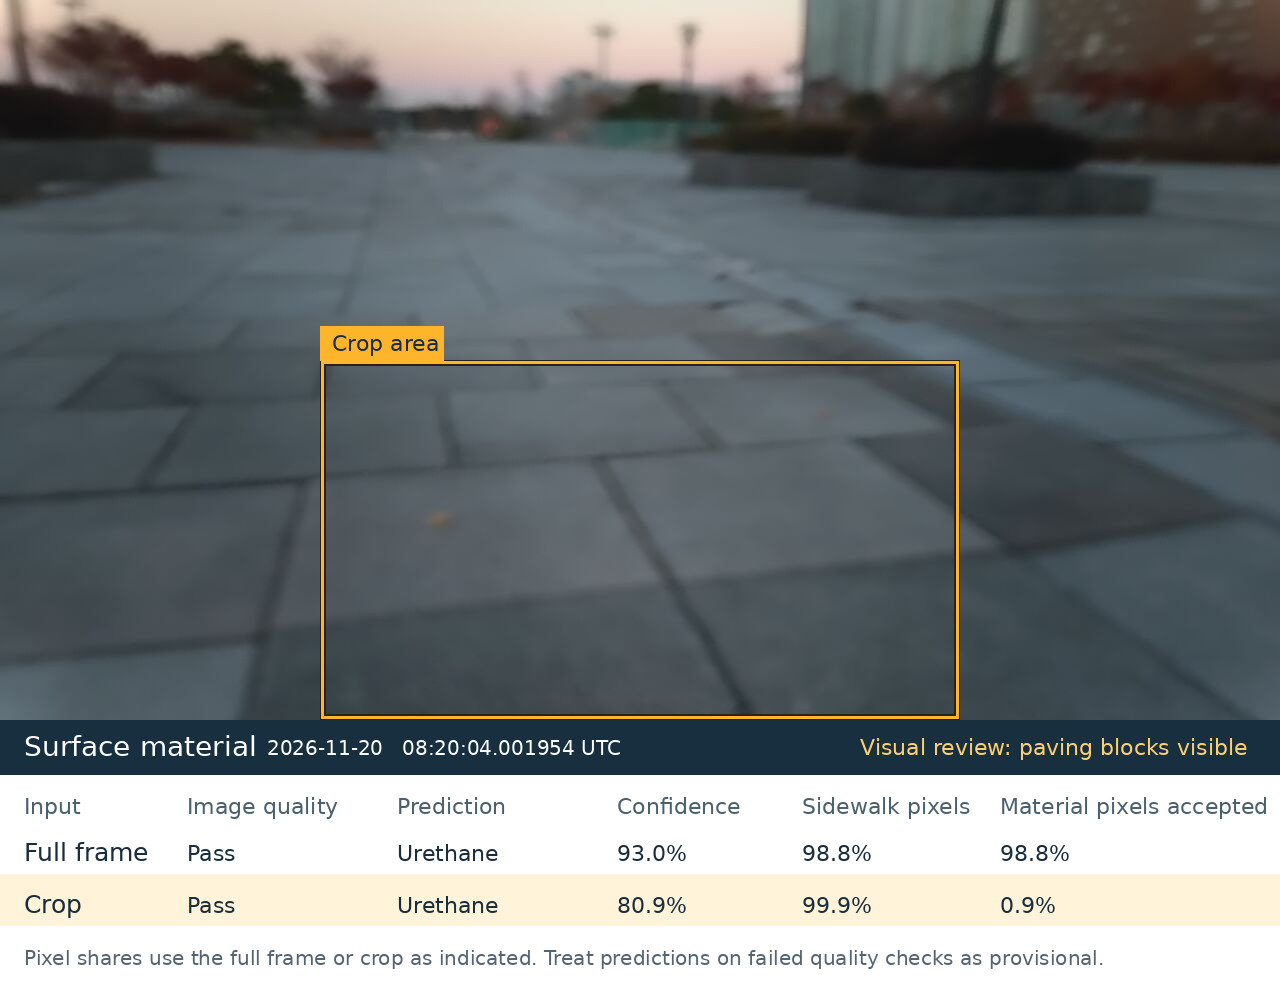 Crop area
Surface material 2026-11-20 08:20:04.001954 UTC Visual review: paving blocks visible
Input Image quality Prediction Confidence Sidewalk pixels Material pixels accepted
Full frame Pass Urethane 93.0% 98.8% 98.8%
Crop Pass Urethane 80.9% 99.9% 0.9%
Pixel shares use the full frame or crop as indicated. Treat predictions on failed quality checks as provisional.